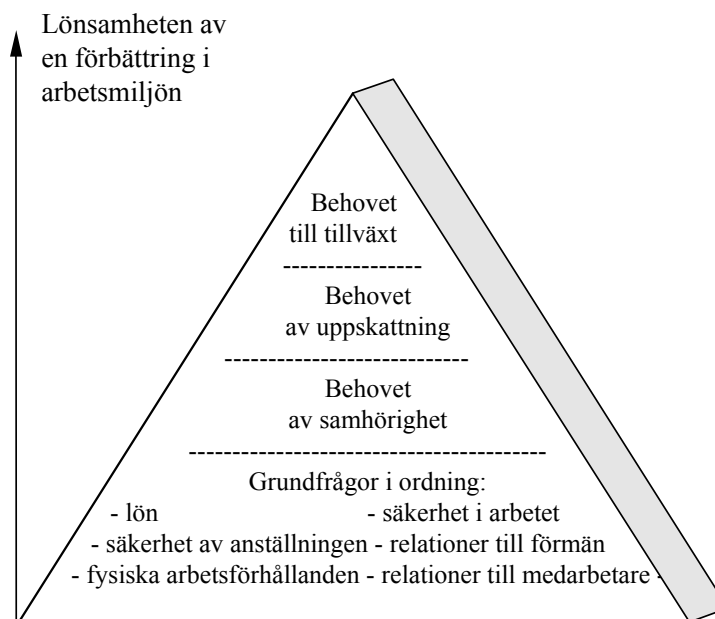 Lönsamheten av
en förbättring i
arbetsmiljön
Behovet
till tillväxt
-----------------
Behovet
av uppskattning
------------------------------
Behovet
av samhörighet
--------------------------------------------
Grundfrågor i ordning:
- lön - säkerhet i arbetet
- säkerhet av anställningen - relationer till förmän
- fysiska arbetsförhållanden - relationer till medarbetare -